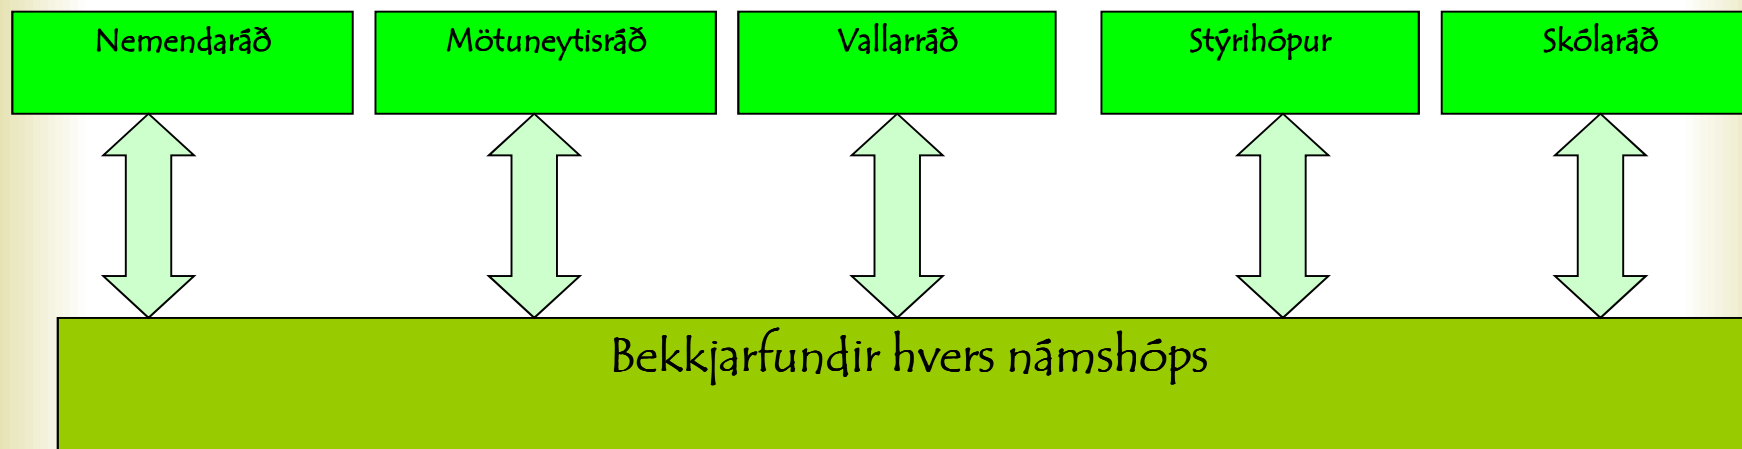 Nemendaráð
Mötuneytisráð
Vallarráð
Stýrihópur
Skólaráð
Bekkjarfundir hvers námshóps